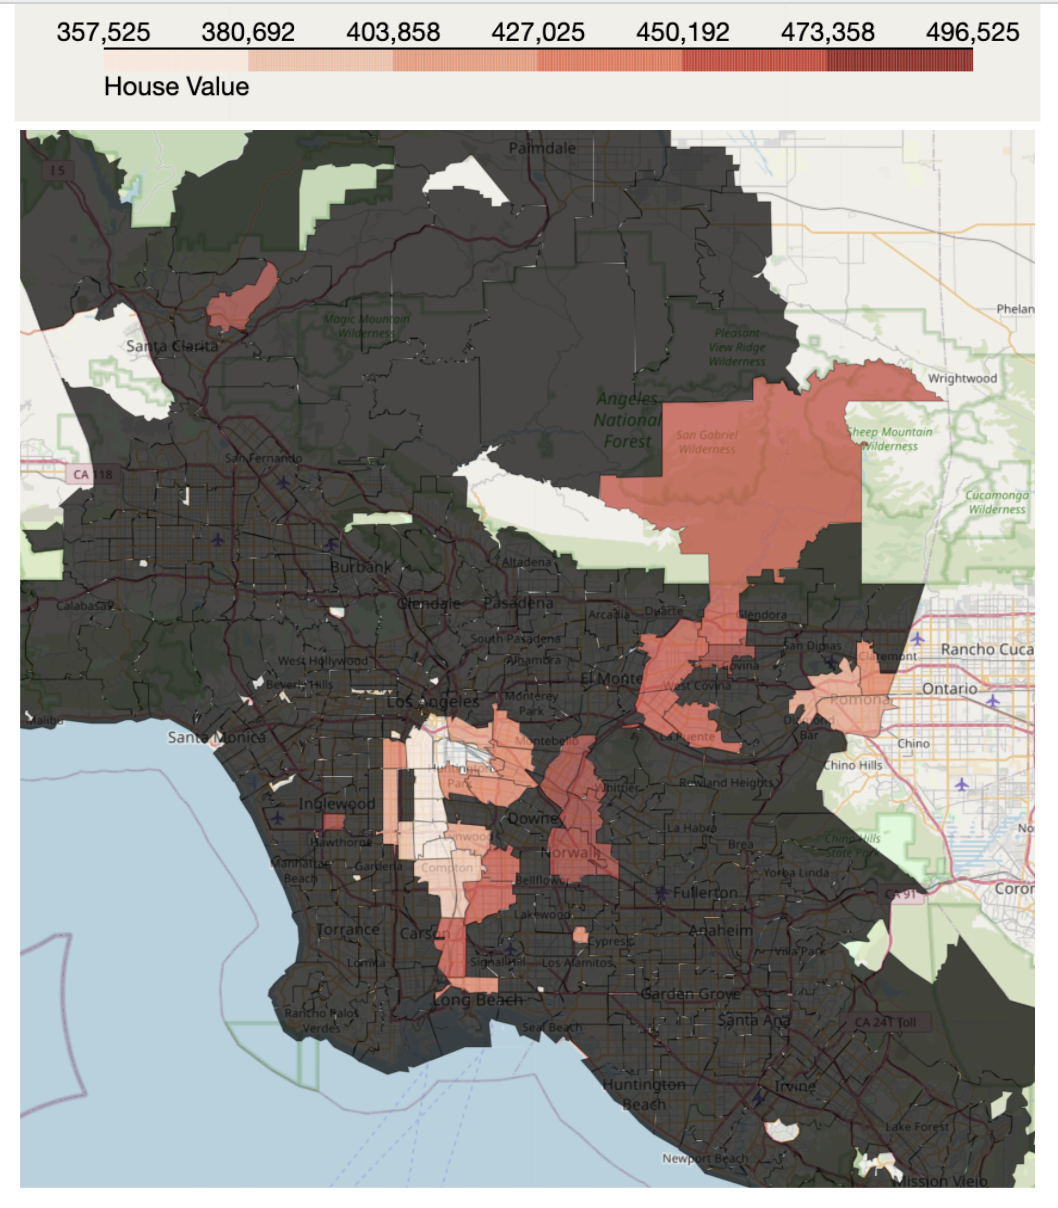 357,525 380,692 403,858 427,025 450,192 473,358 496,525
House Value
Palmdale
I 5
Phelan
Magic Mountain
Wilderness
Pleasant
View Ridge
Wilderness
Santa Clarita
Wrightwood
Angeles
National
Forest
San Gabriel
Wilderness
Sheep Mountain
Wilderness
San Fernando
CA 118
Cucamonga
Wilderness
Burbank
Altadena
Calabasas
Glendale
Pasadena
Arcadia
Duarte
Glendora
South Pasadena
San Dimas
Claremont
Rancho Cuca
West Hollywood
Alhambra
Covina
El Monte
Beverly Hills
West Covina
Ontario
Monterey
Park
Los Angeles
Pomona
Malibu
Diamond
Bar
Santa Monica
Montebello
La Puente
Chino
Huntington
Park
Chino Hills
Whittier
Rowland Heights
Inglewood
Downey
Lynwood
La Habra
Hawthorne
Brea
Chino Hills
State Park
Norwalk
Manhattan
Beach
Gardena
Compton
Yorba Linda
Bellflower
Fullerton
CA 91
Coron
Lakewood
Torrance
Carson
Anaheim
Cypress
Villa Park
Lomita
Signal Hill
Los Alamitos
Long Beach
Garden Grove
Rancho Palos
Verdes
Seal Beach
Santa Ana
CA 241 Toll
Huntington
Beach
Irvine
Lake Forest
Newport Beach
Mission Viejo